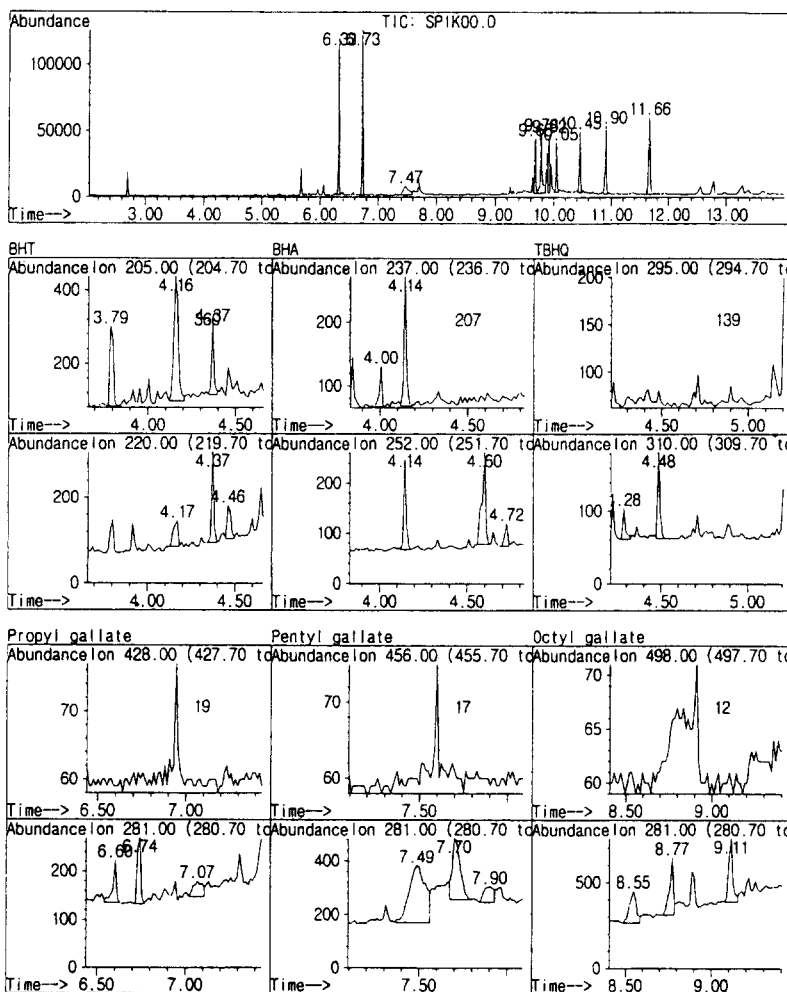 Abundance TIC: SPIK00.D
6.33 6.73
100000
11.66
10.45 10.90
50000
7.47
0
Time--> 3.00 4.00 5.00 6.00 7.00 8.00 9.00 10.00 11.00 12.00 13.00
BHT BHA TBHQ
Abundance Ion 205.00 (204.70 to Abundance Ion 237.00 (236.70 to Abundance Ion 295.00 (294.70 to
400 4.16 4.14 200
3.79 4.37 200 207 150 139
200 4.00
100 100
Time--> 4.00 4.50 Time--> 4.00 4.50 Time--> 4.50 5.00
Abundance Ion 220.00 (219.70 to Abundance Ion 252.00 (251.70 to Abundance Ion 310.00 (309.70 to
4.37 4.14 4.60 4.48
200 4.46 200 .28
4.17 100 4.72 100
0 0 0
Time--> 4.00 4.50 Time--> 4.00 4.50 Time--> 4.50 5.00
Propyl gallate Pentyl gallate Octyl gallate
Abundance Ion 428.00 (427.70 to Abundance Ion 456.00 (455.70 to Abundance Ion 498.00 (497.70 to
70 19 70 17 70 12
65
60 60 60
Time--> 6.50 7.00 Time--> 7.50 Time--> 8.50 9.00
Abundance Ion 281.00 (280.70 to Abundance Ion 281.00 (280.70 to Abundance Ion 281.00 (280.70 to
6.60 6.74 7.49 7.70 8.77 9.11
200 7.07 400 7.90 500 8.55
100 200
0 0 0
Time--> 6.50 7.00 Time--> 7.50 Time--> 8.50 9.00